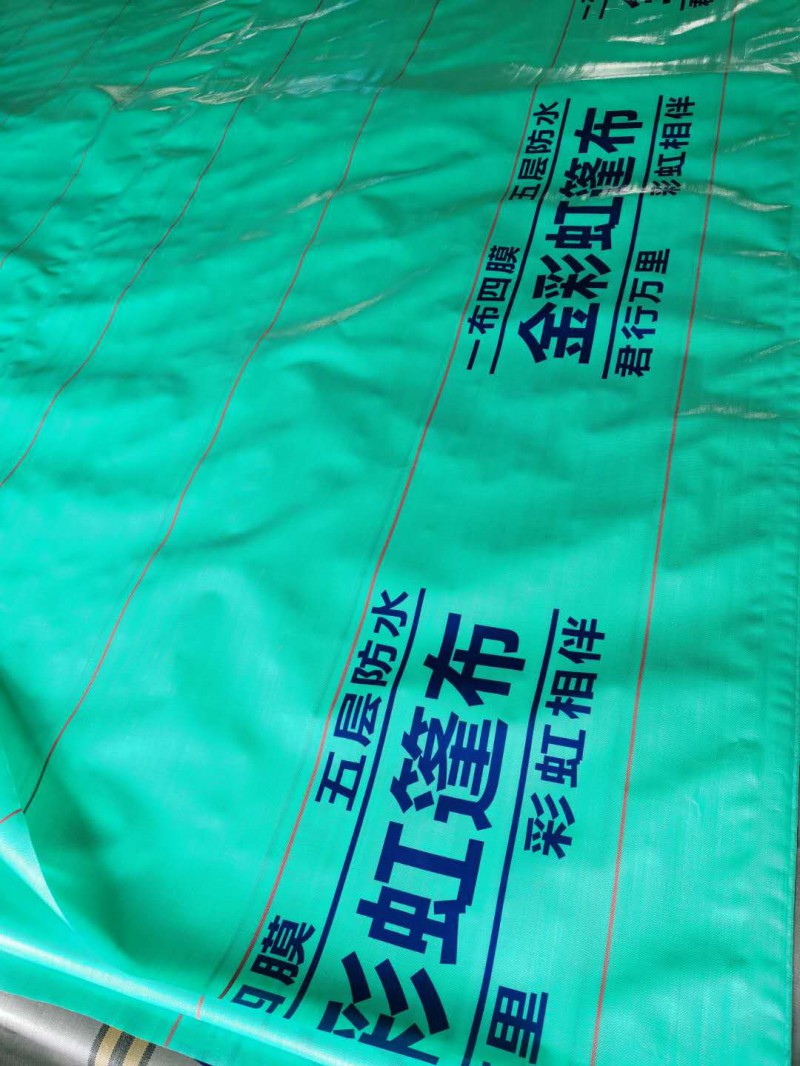 一布四膜 五层防水
金彩虹篷布
君行万里 彩虹相伴
膜 五层防水
彩虹篷布
里 彩虹相伴